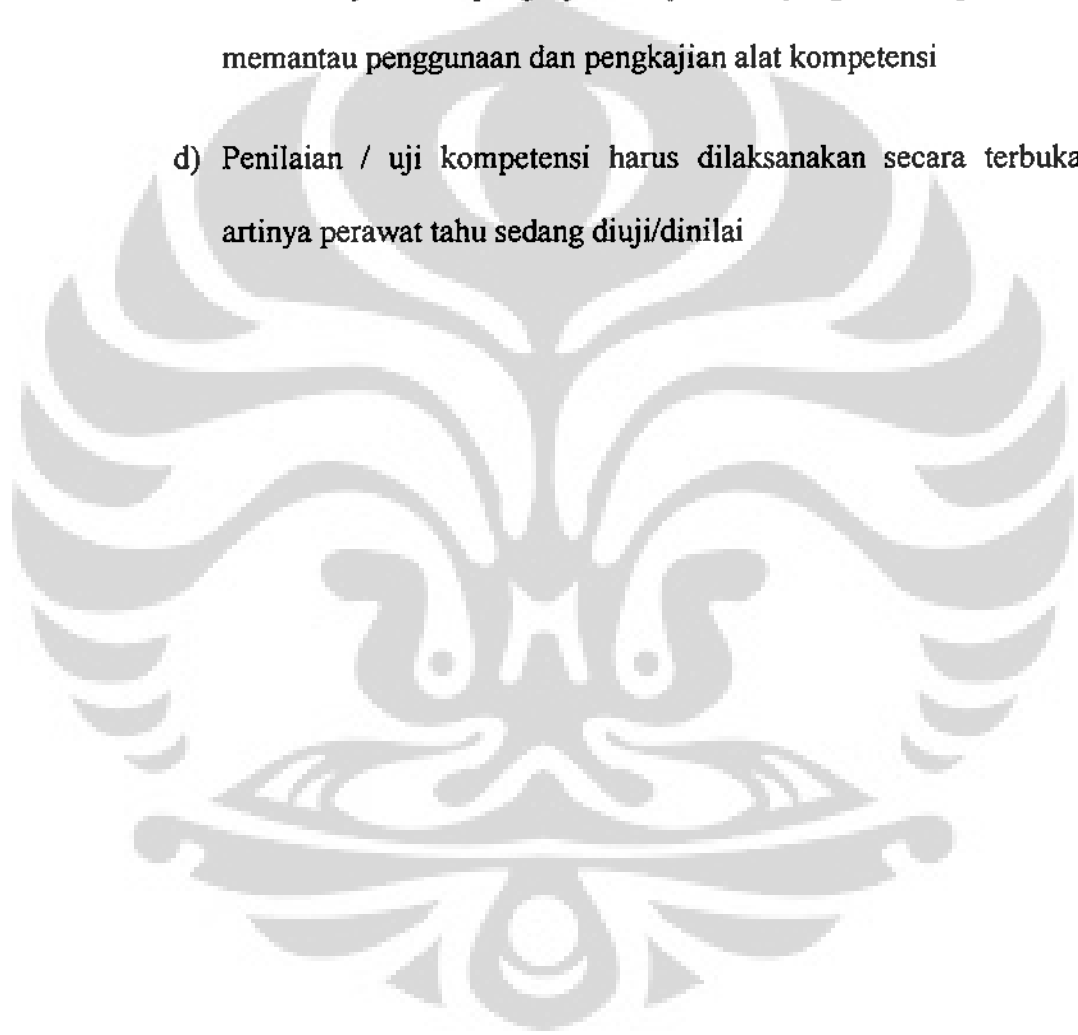 memantau penggunaan dan pengkajian alat kompetensi
d) Penilaian / uji kompetensi harus dilaksanakan secara terbuka
artinya perawat tahu sedang diuji/dinilai